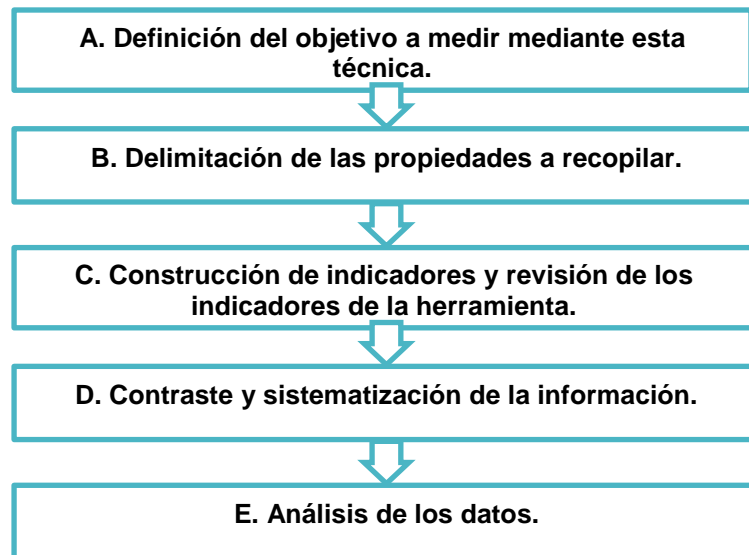 A. Definición del objetivo a medir mediante esta
técnica.
B. Delimitación de las propiedades a recopilar.
C. Construcción de indicadores y revisión de los
indicadores de la herramienta.
D. Contraste y sistematización de la información.
E. Análisis de los datos.